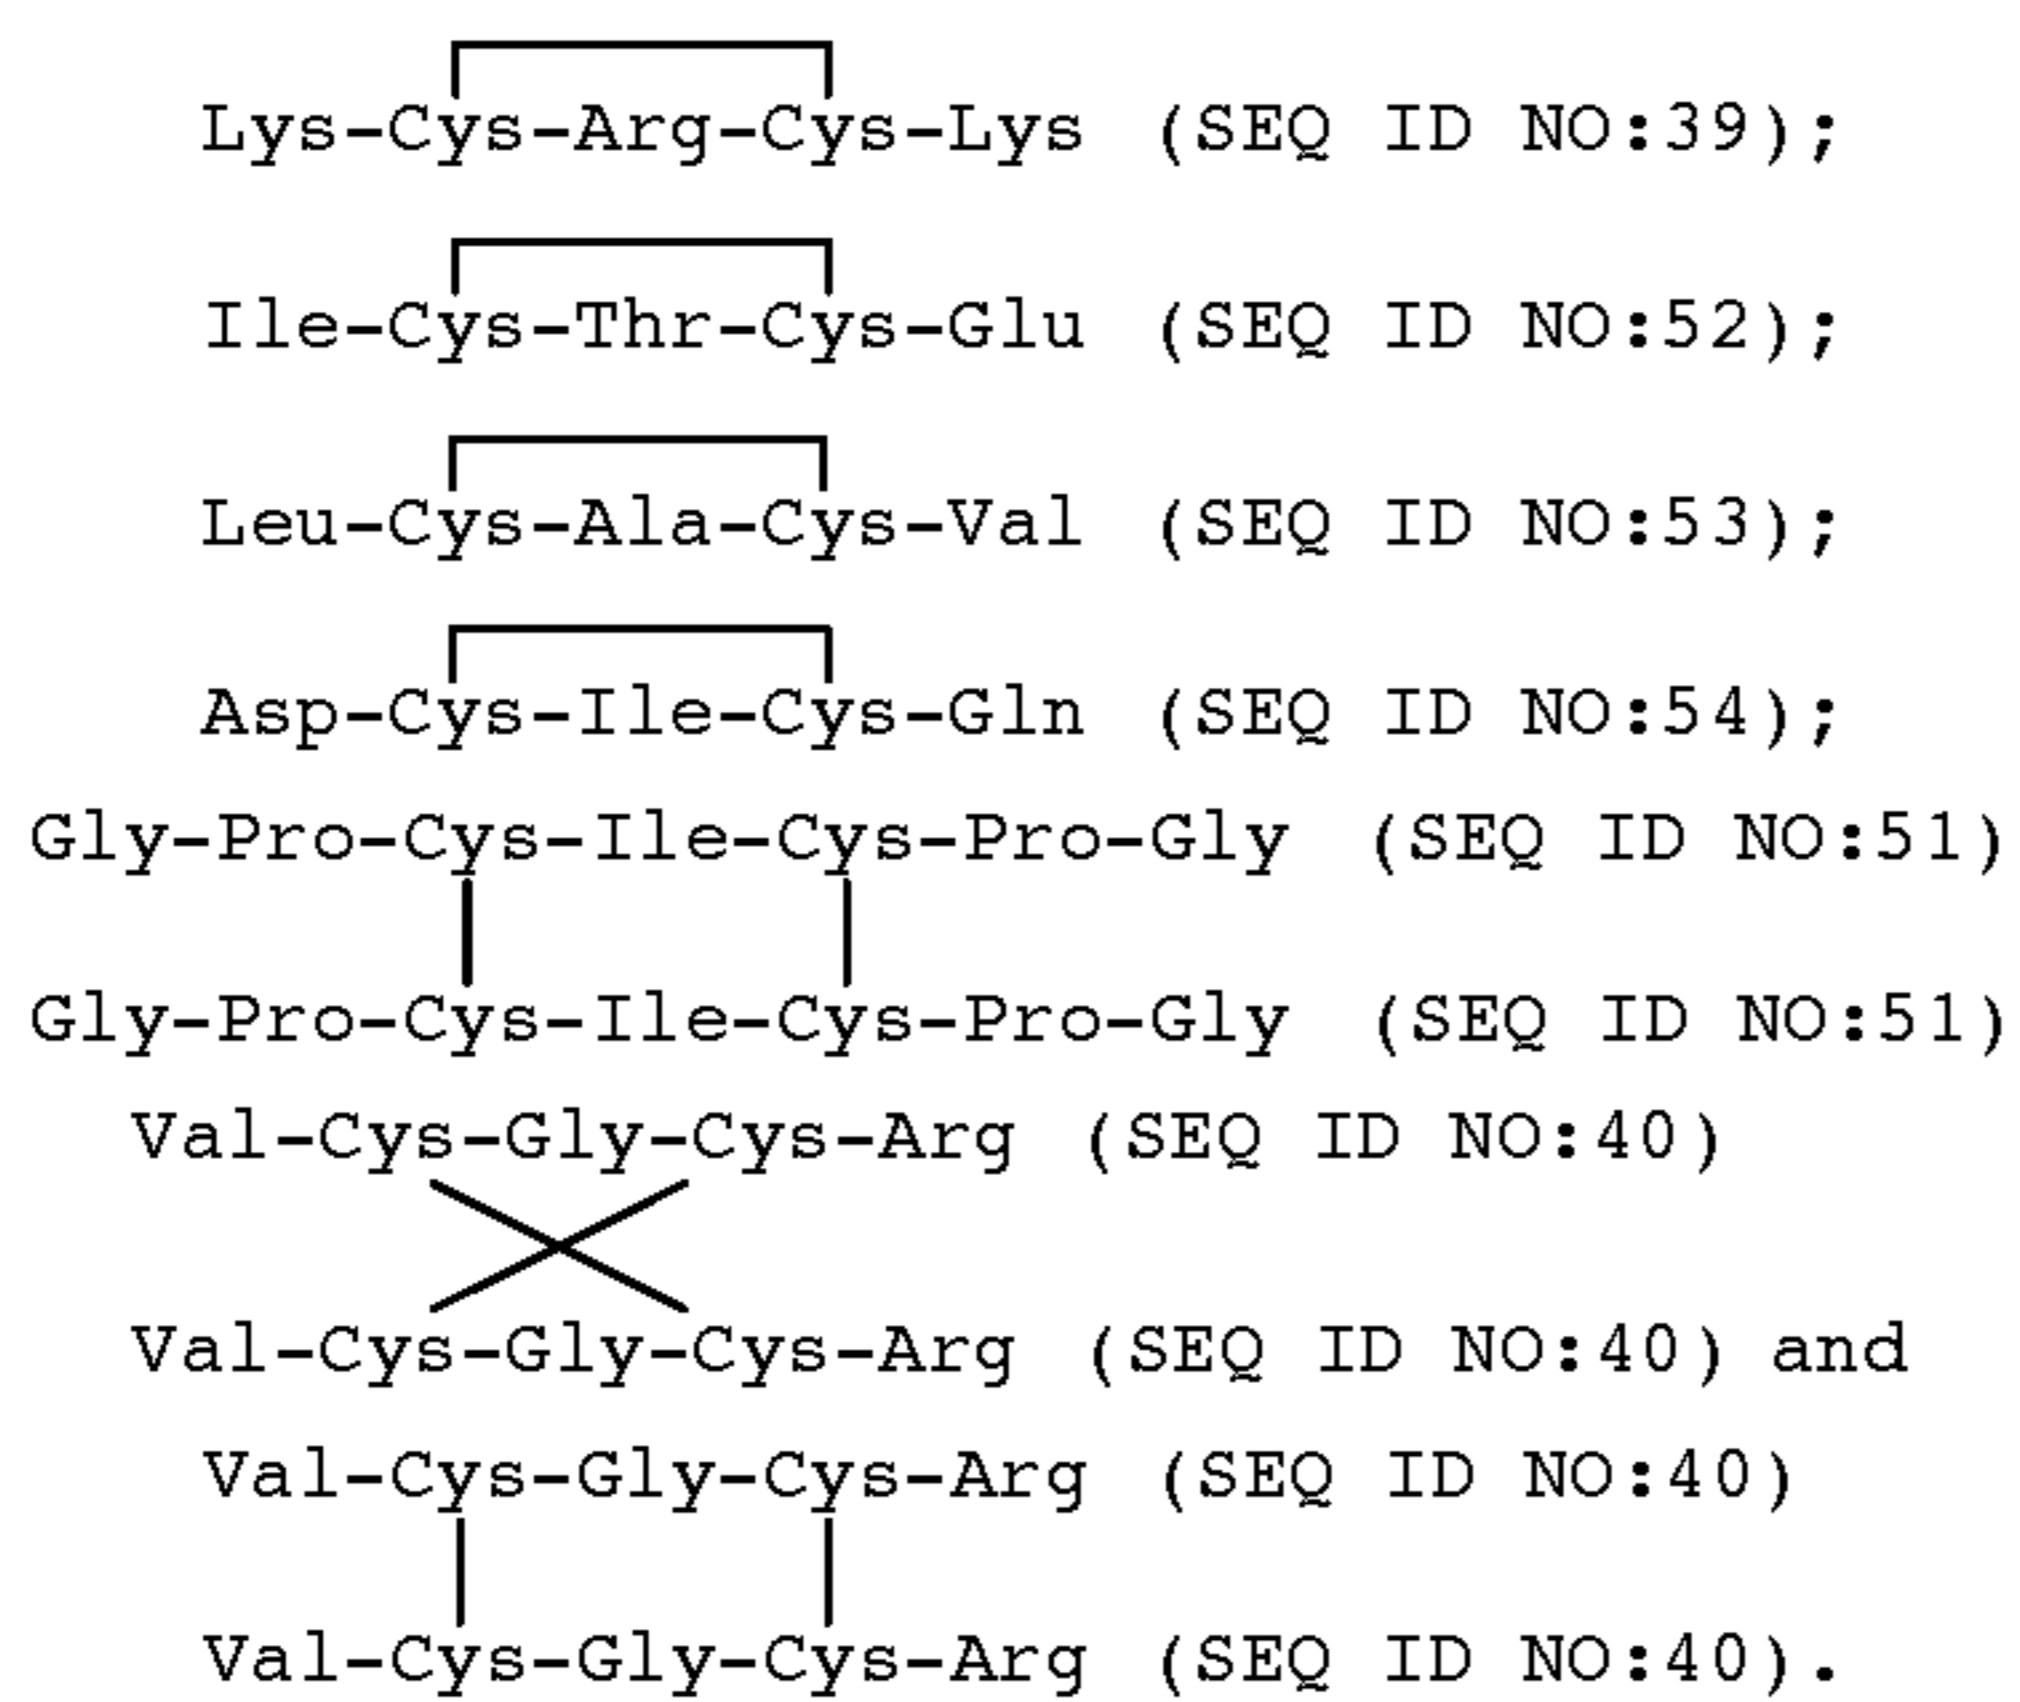 Lys-Cys-Arg-Cys-Lys (SEQ ID NO:39);
Ile-Cys-Thr-Cys-Glu (SEQ ID NO:52);
Leu-Cys-Ala-Cys-Val (SEQ ID NO:53);
Asp-Cys-Ile-Cys-Gln (SEQ ID NO:54);
Gly-Pro-Cys-Ile-Cys-Pro-Gly (SEQ ID NO:51)
Gly-Pro-Cys-Ile-Cys-Pro-Gly (SEQ ID NO:51)
Val-Cys-Gly-Cys-Arg (SEQ ID NO:40)
Val-Cys-Gly-Cys-Arg (SEQ ID NO:40) and
Val-Cys-Gly-Cys-Arg (SEQ ID NO:40)
Val-Cys-Gly-Cys-Arg (SEQ ID NO:40).